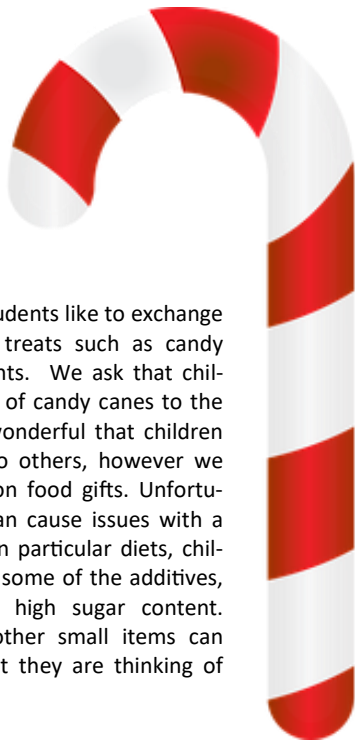 udents like to exchange
treats such as candy
nts. We ask that chil-
of candy canes to the
vonderful that children
o others, however we
on food gifts. Unfortu-
an cause issues with a
n particular diets, chil-
some of the additives,
high sugar content.
other small items can
t they are thinking of